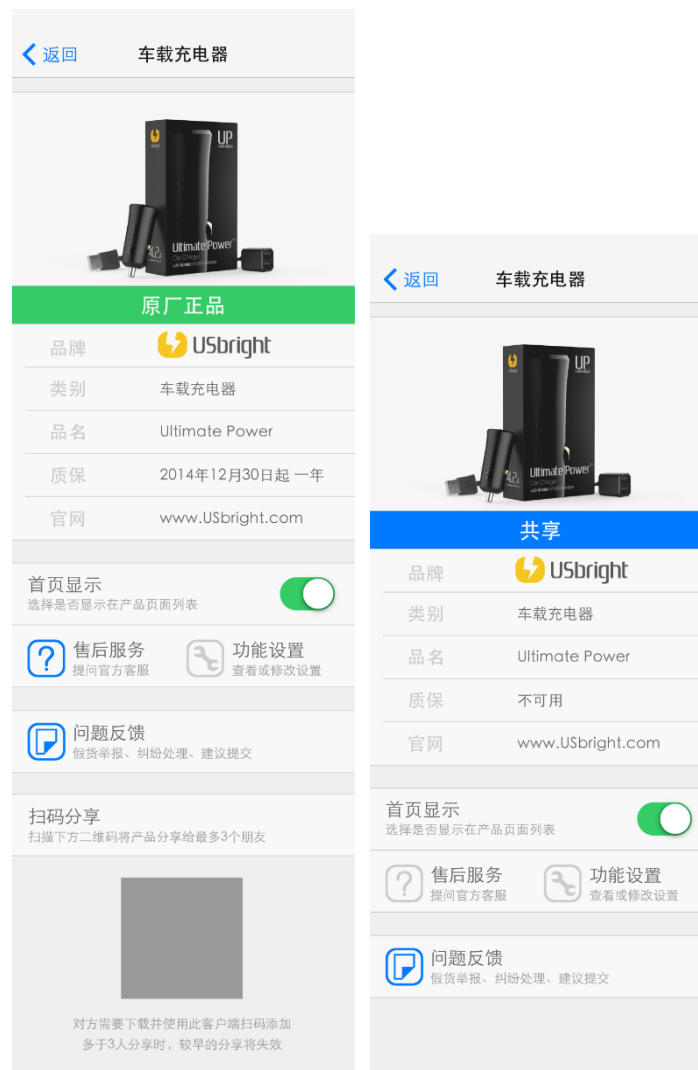 返回
车载充电器
UP
USbright
Ultimate Power
Car Charger
4.2
原厂正品
品牌
USbright
类别
车载充电器
品名
Ultimate Power
质保
2014年12月30日起 一年
官网
www.USbright.com
首页显示
选择是否显示在产品页面列表
售后服务
提问官方客服
功能设置
查看或修改设置
问题反馈
假货举报、纠纷处理、建议提交
扫码分享
扫描下方二维码将产品分享给最多3个朋友
对方需要下载并使用此客户端扫码添加
多于3人分享时，较早的分享将失效
返回
车载充电器
UP
USbright
Ultimate Power
Car Charger
4.2
共享
品牌
USbright
类别
车载充电器
品名
Ultimate Power
质保
不可用
官网
www.USbright.com
首页显示
选择是否显示在产品页面列表
售后服务
提问官方客服
功能设置
查看或修改设置
问题反馈
假货举报、纠纷处理、建议提交